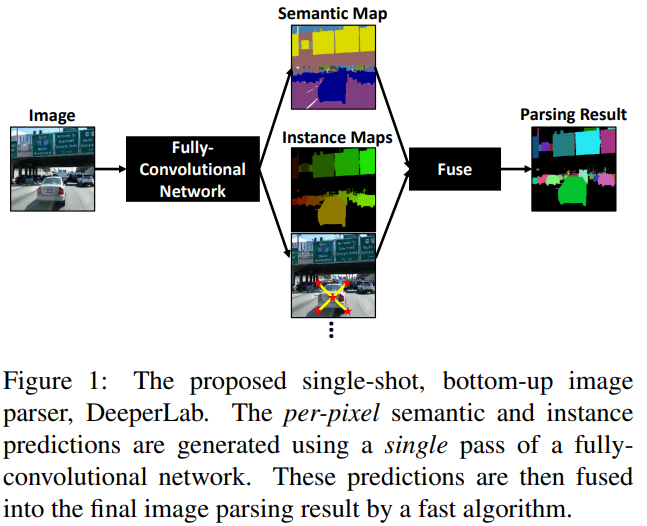 Semantic Map
Image
Instance Maps
Parsing Result
Fully-
Convolutional
Network
Fuse
Figure 1: The proposed single-shot, bottom-up image
parser, DeeperLab. The per-pixel semantic and instance
predictions are generated using a single pass of a fully-
convolutional network. These predictions are then fused
into the final image parsing result by a fast algorithm.